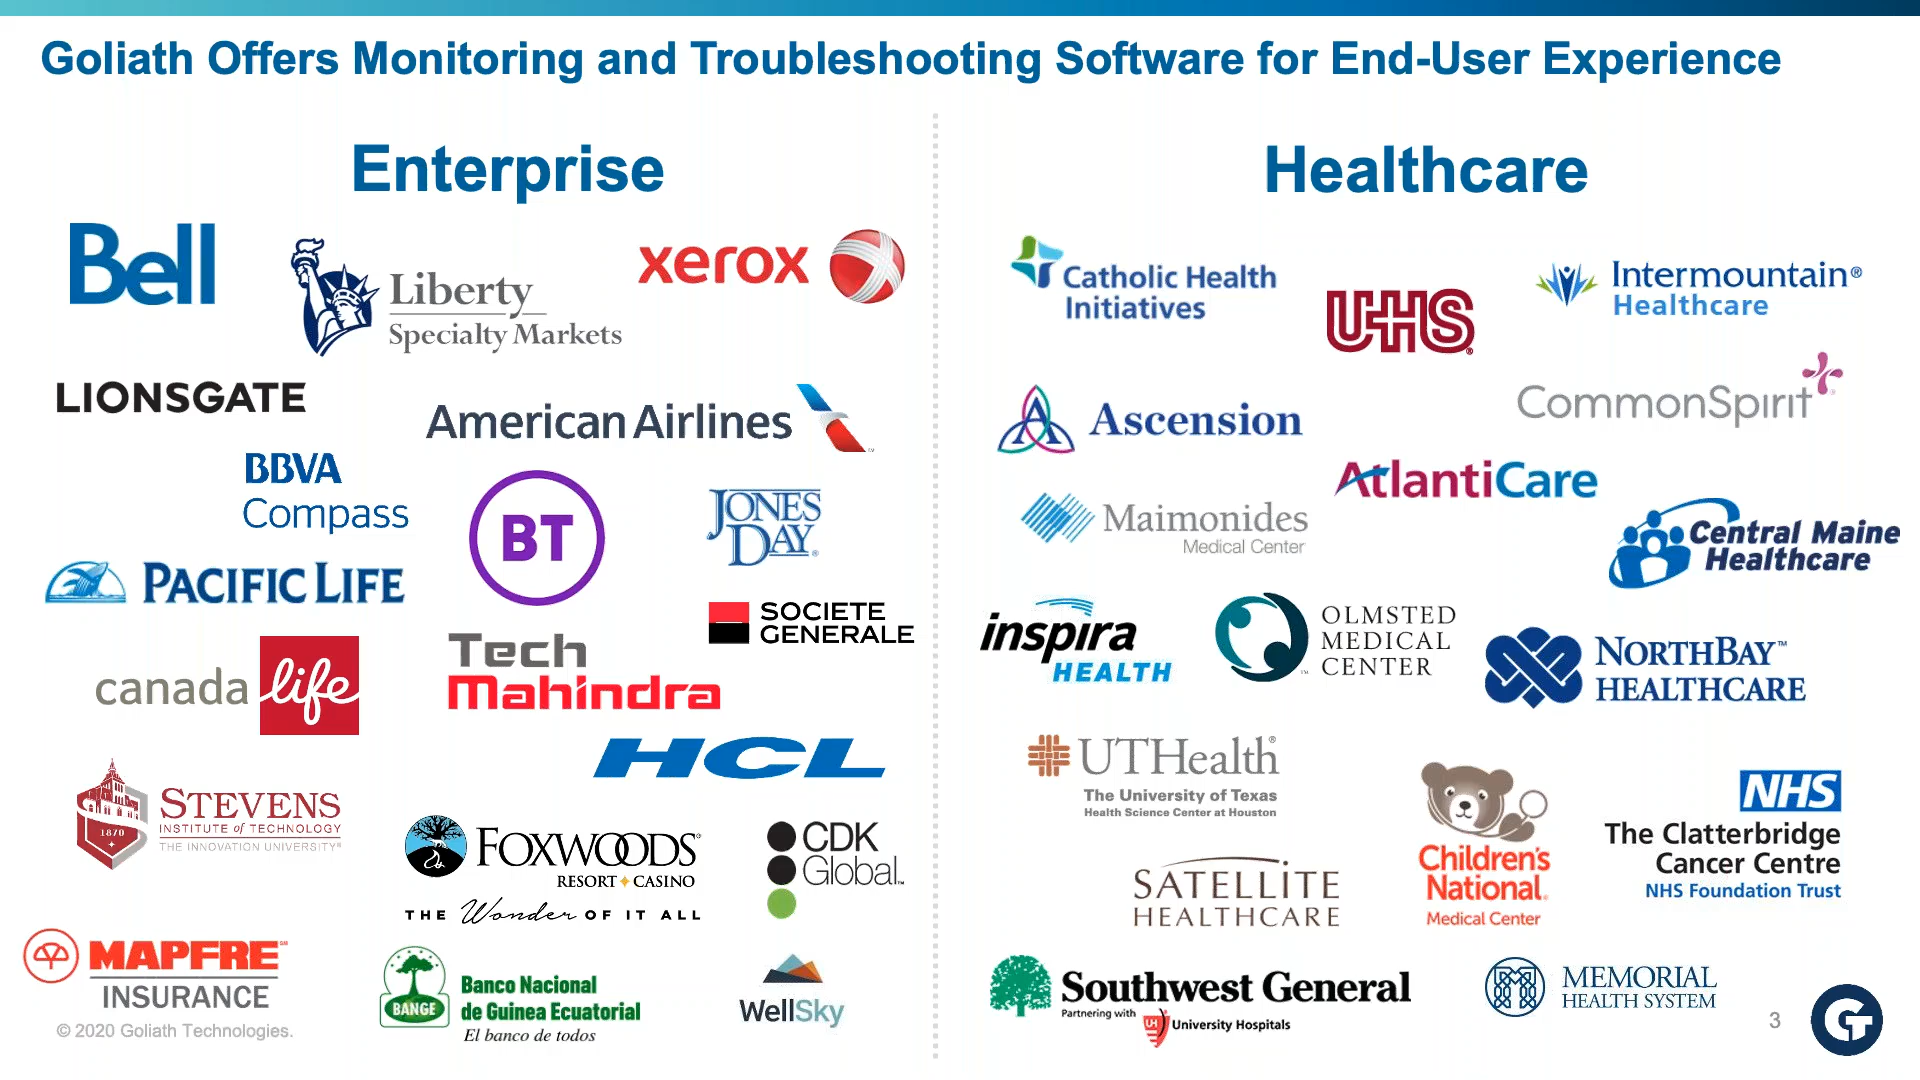 Goliath Offers Monitoring and Troubleshooting Software for End-User Experience
Enterprise
Bell
Liberty
Specialty Markets
xerox
LIONSGATE
American Airlines
BBVA
Compass
BT
JONES
DAY®
PACIFIC LIFE
SOCIETE
GENERALE
canada life
Tech
Mahindra
HCL
1870
STEVENS
INSTITUTE of TECHNOLOGY
THE INNOVATION UNIVERSITY®
FOXWOODS®
RESORT CASINO
THE Wonder OF IT ALL
CDK
Global™
MAPFRE℠
INSURANCE
BANGE
Banco Nacional
de Guinea Ecuatorial
El banco de todos
WellSky
© 2020 Goliath Technologies.
Healthcare
Catholic Health
Initiatives
UHS®
Intermountain®
Healthcare
Ascension
CommonSpirit
AtlantiCare
Maimonides
Medical Center
Central Maine
Healthcare
inspira
HEALTH
OLMSTED
MEDICAL
CENTER
NORTHBAY™
HEALTHCARE
UTHealth®
The University of Texas
Health Science Center at Houston
Children's
National®
Medical Center
NHS
The Clatterbridge
Cancer Centre
NHS Foundation Trust
SATELLITE
HEALTHCARE
Southwest General
Partnering with
UH University Hospitals
MEMORIAL
HEALTH SYSTEM
3
GT